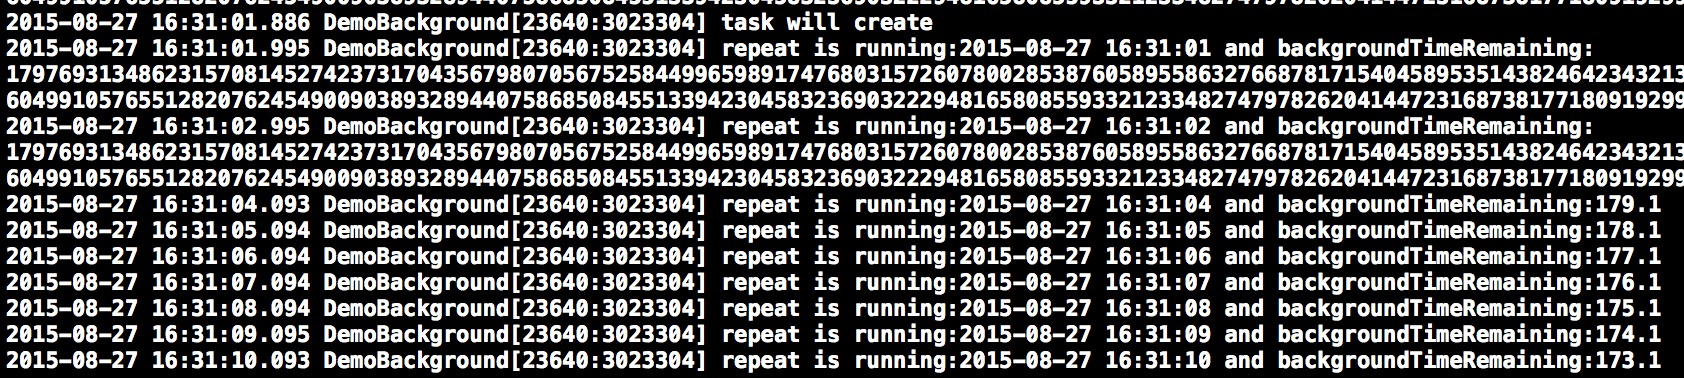 2015-08-27 16:31:01.886 DemoBackground[23640:3023304] task will create
2015-08-27 16:31:01.995 DemoBackground[23640:3023304] repeat is running:2015-08-27 16:31:01 and backgroundTimeRemaining:
1797693134862315708145274237317043567980705675258449965989174768031572607800285387605895586327668781715404589535143824642343213
6049910576551282076245490090389328944075868508455133942304583236903222948165808559332123348274797826204144723168738177180919299
2015-08-27 16:31:02.995 DemoBackground[23640:3023304] repeat is running:2015-08-27 16:31:02 and backgroundTimeRemaining:
1797693134862315708145274237317043567980705675258449965989174768031572607800285387605895586327668781715404589535143824642343213
6049910576551282076245490090389328944075868508455133942304583236903222948165808559332123348274797826204144723168738177180919299
2015-08-27 16:31:04.093 DemoBackground[23640:3023304] repeat is running:2015-08-27 16:31:04 and backgroundTimeRemaining:179.1
2015-08-27 16:31:05.094 DemoBackground[23640:3023304] repeat is running:2015-08-27 16:31:05 and backgroundTimeRemaining:178.1
2015-08-27 16:31:06.094 DemoBackground[23640:3023304] repeat is running:2015-08-27 16:31:06 and backgroundTimeRemaining:177.1
2015-08-27 16:31:07.094 DemoBackground[23640:3023304] repeat is running:2015-08-27 16:31:07 and backgroundTimeRemaining:176.1
2015-08-27 16:31:08.094 DemoBackground[23640:3023304] repeat is running:2015-08-27 16:31:08 and backgroundTimeRemaining:175.1
2015-08-27 16:31:09.095 DemoBackground[23640:3023304] repeat is running:2015-08-27 16:31:09 and backgroundTimeRemaining:174.1
2015-08-27 16:31:10.093 DemoBackground[23640:3023304] repeat is running:2015-08-27 16:31:10 and backgroundTimeRemaining:173.1